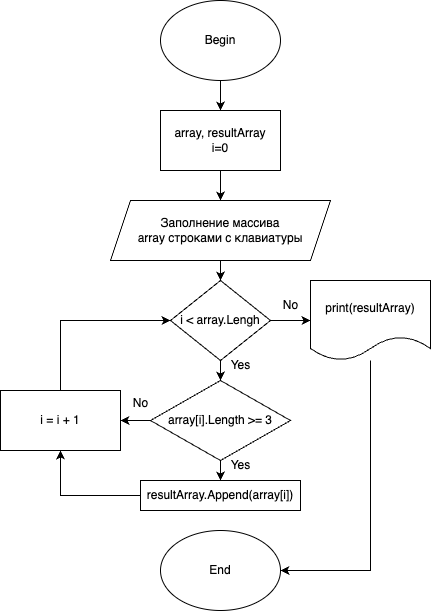 Begin
array, resultArray
i=0
Заполнение массива
array строками с клавиатуры
i < array.Lengh
No
print(resultArray)
Yes
array[i].Length >= 3
No
i = i + 1
Yes
resultArray.Append(array[i])
End